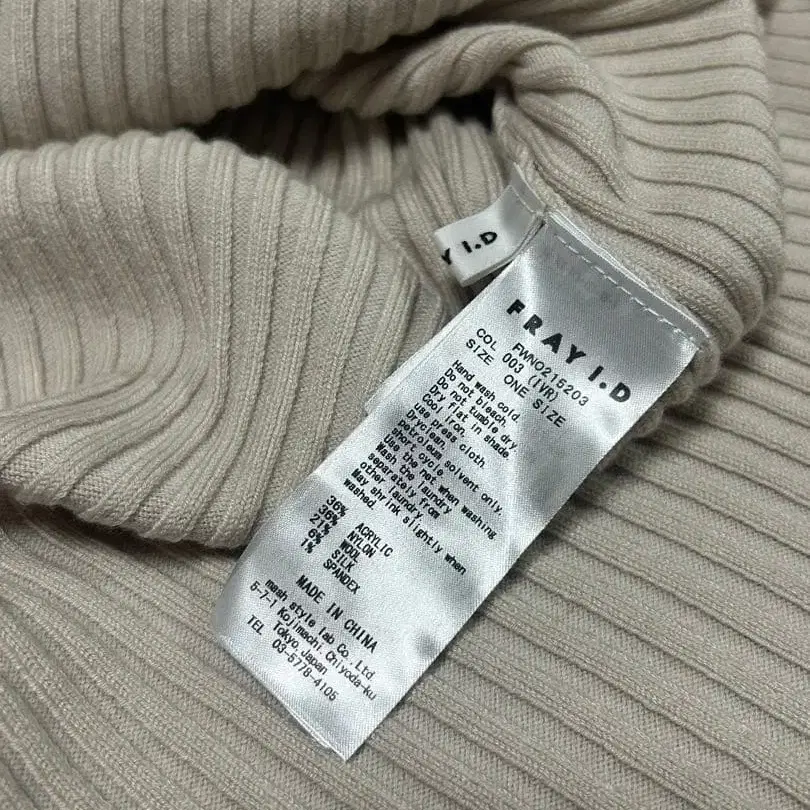 Y I.D
FRAY I.D
FWNO215203
COL 003 (IVR)
SIZE ONE SIZE
Hand wash cold.
Do not bleach.
Do not tumble dry.
Dry flat in shade.
Cool iron.
use press cloth.
Dryclean.
petroleum solvent only.
short cycle.
Use the net when washing.
Wash the laundry
separately from
other laundry.
May shrink slightly when
washed.
36% ACRYLIC
36% NYLON
21% WOOL
6% SILK
1% SPANDEX
MADE IN CHINA
mash style lab Co., Ltd.
5-7-1 Kojimachi, Chiyoda-ku
Tokyo, Japan
TEL 03-5778-4105